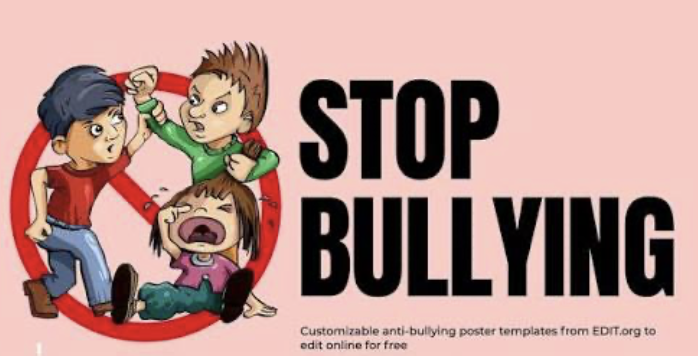 STOP
BULLYING
Customizable anti-bullying poster templates from EDIT.org to
edit online for free